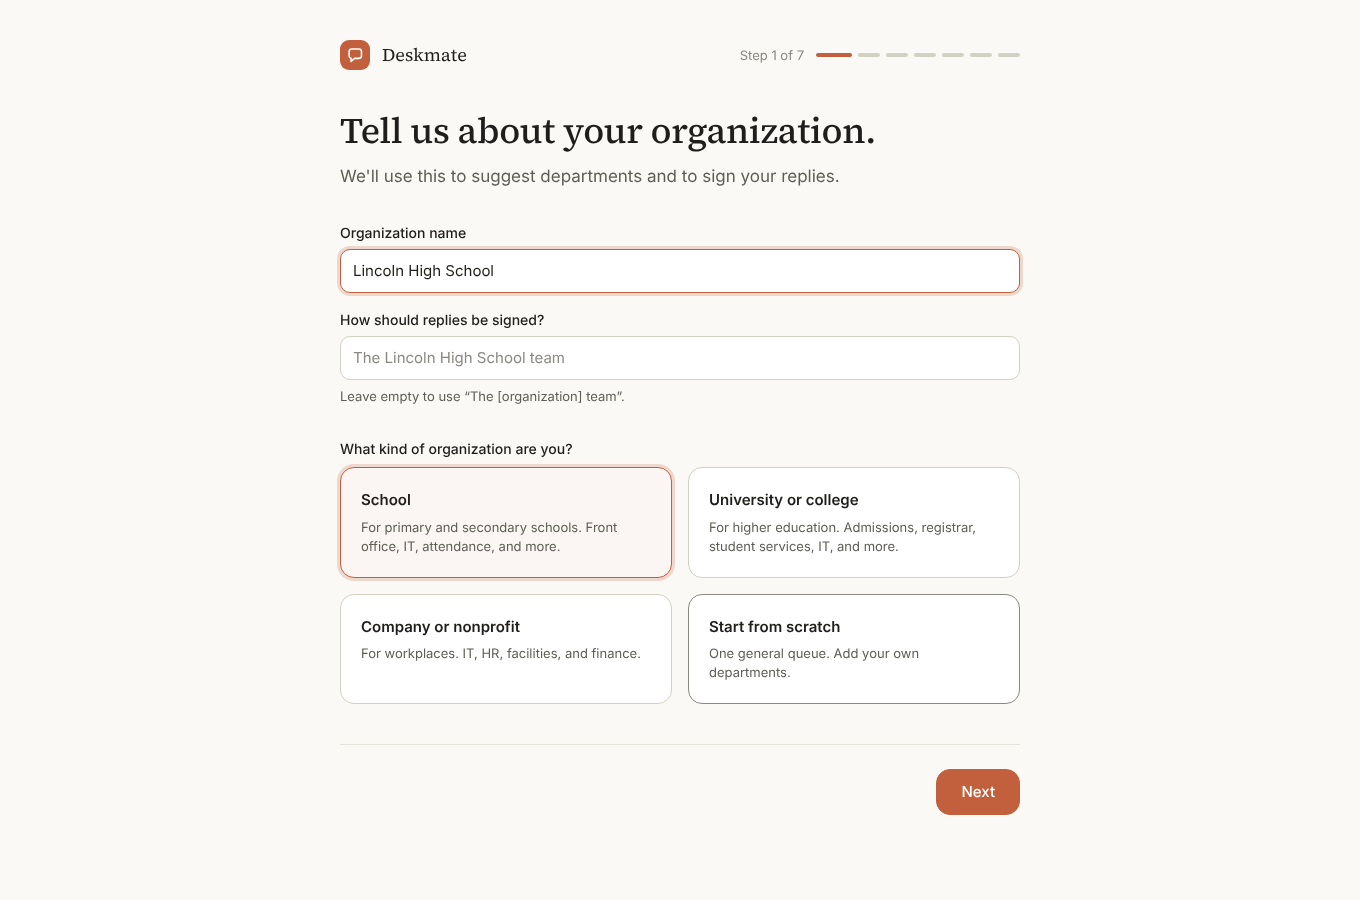 Deskmate
Step 1 of 7
Tell us about your organization.
We'll use this to suggest departments and to sign your replies.
Organization name
Lincoln High School
How should replies be signed?
The Lincoln High School team
Leave empty to use “The [organization] team”.
What kind of organization are you?
School
For primary and secondary schools. Front
office, IT, attendance, and more.
University or college
For higher education. Admissions, registrar,
student services, IT, and more.
Company or nonprofit
For workplaces. IT, HR, facilities, and finance.
Start from scratch
One general queue. Add your own
departments.
Next